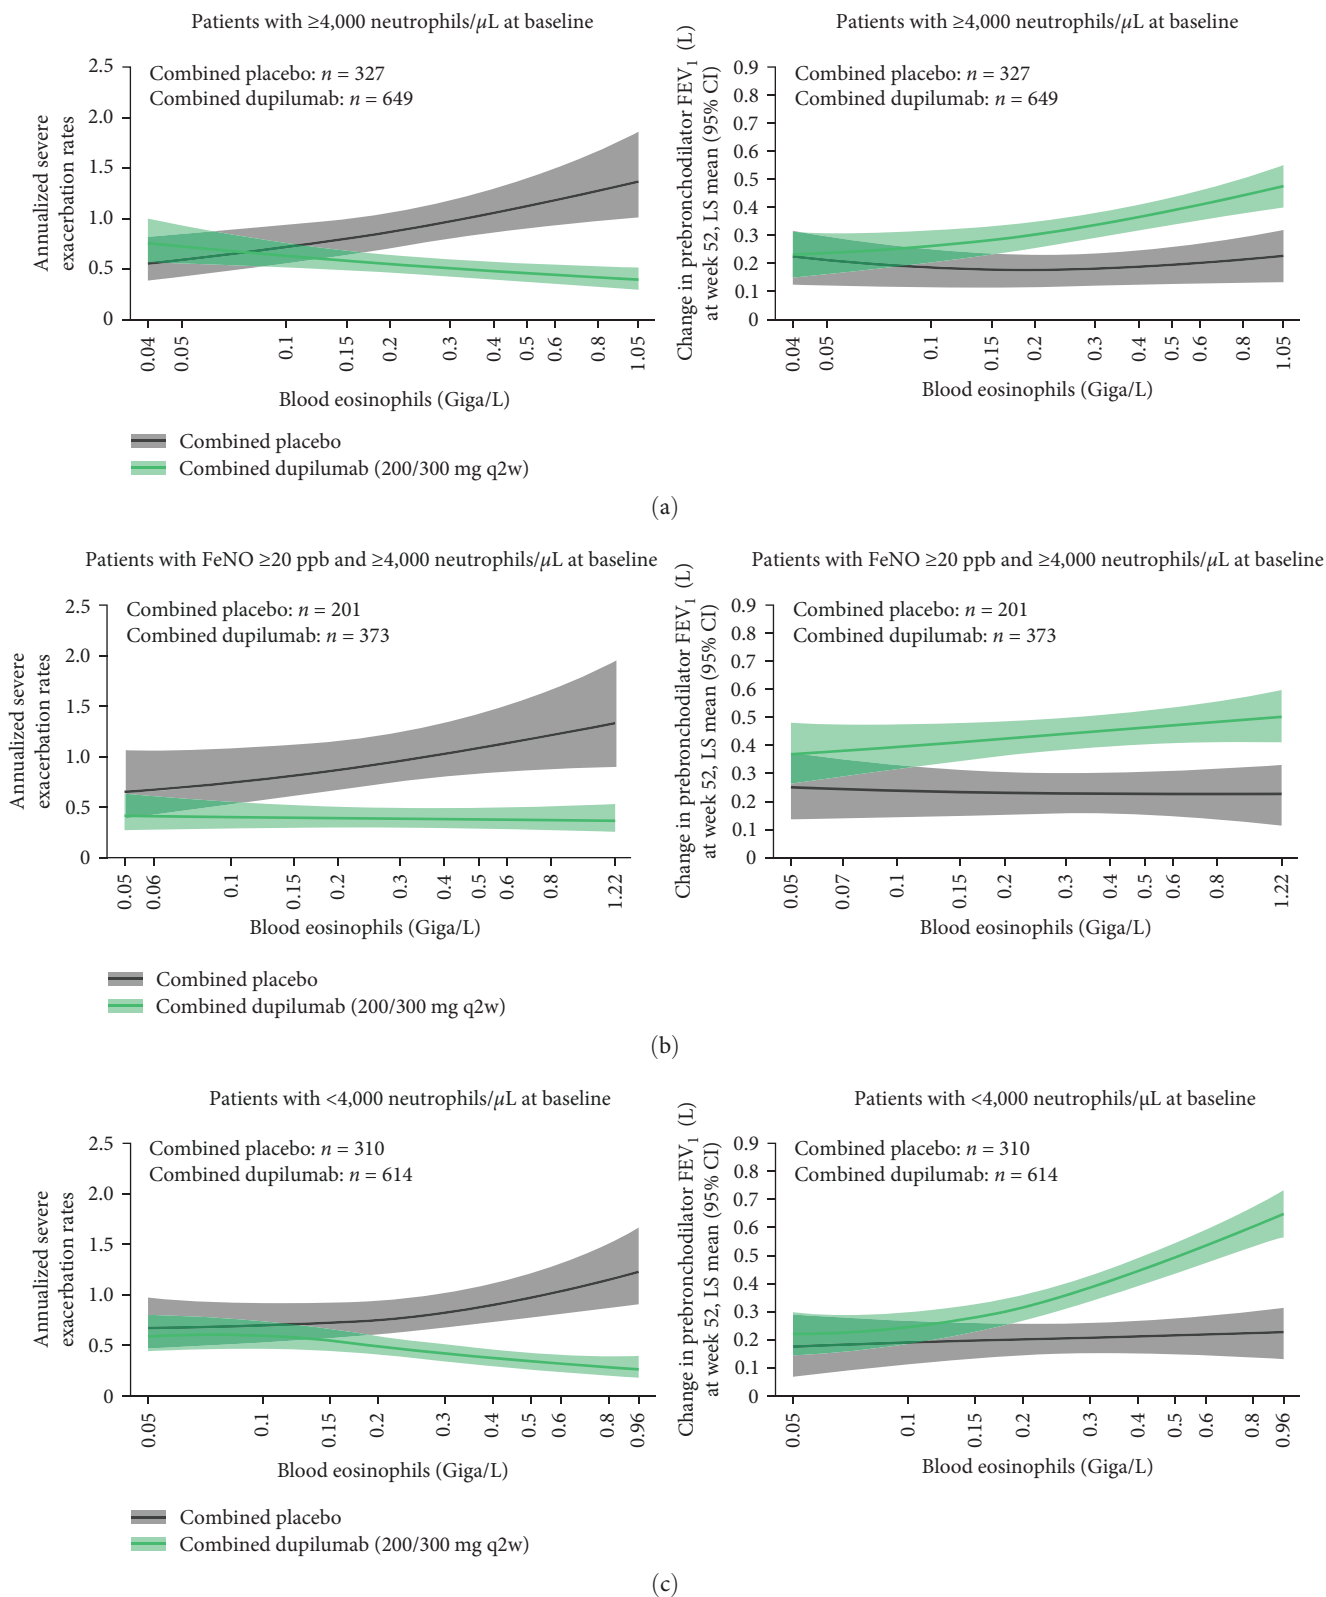 Patients with ≥4,000 neutrophils/μL at baseline
Annualized severe
exacerbation rates
2.5
2.0
1.5
1.0
0.5
0
Combined placebo: n = 327
Combined dupilumab: n = 649
0.04
0.05
0.1
0.15
0.2
0.3
0.4
0.5
0.6
0.8
1.05
Blood eosinophils (Giga/L)
Patients with ≥4,000 neutrophils/μL at baseline
Change in prebronchodilator FEV1 (L)
at week 52, LS mean (95% CI)
0.9
0.8
0.7
0.6
0.5
0.4
0.3
0.2
0.1
0
Combined placebo: n = 327
Combined dupilumab: n = 649
0.04
0.05
0.1
0.15
0.2
0.3
0.4
0.5
0.6
0.8
1.05
Blood eosinophils (Giga/L)
Combined placebo
Combined dupilumab (200/300 mg q2w)
(a)
Patients with FeNO ≥20 ppb and ≥4,000 neutrophils/μL at baseline
Annualized severe
exacerbation rates
2.5
2.0
1.5
1.0
0.5
0
Combined placebo: n = 201
Combined dupilumab: n = 373
0.05
0.06
0.1
0.15
0.2
0.3
0.4
0.5
0.6
0.8
1.22
Blood eosinophils (Giga/L)
Patients with FeNO ≥20 ppb and ≥4,000 neutrophils/μL at baseline
Change in prebronchodilator FEV1 (L)
at week 52, LS mean (95% CI)
0.9
0.8
0.7
0.6
0.5
0.4
0.3
0.2
0.1
0
Combined placebo: n = 201
Combined dupilumab: n = 373
0.05
0.07
0.1
0.15
0.2
0.3
0.4
0.5
0.6
0.8
1.22
Blood eosinophils (Giga/L)
Combined placebo
Combined dupilumab (200/300 mg q2w)
(b)
Patients with <4,000 neutrophils/μL at baseline
Annualized severe
exacerbation rates
2.5
2.0
1.5
1.0
0.5
0
Combined placebo: n = 310
Combined dupilumab: n = 614
0.05
0.1
0.15
0.2
0.3
0.4
0.5
0.6
0.8
0.96
Blood eosinophils (Giga/L)
Patients with <4,000 neutrophils/μL at baseline
Change in prebronchodilator FEV1 (L)
at week 52, LS mean (95% CI)
0.9
0.8
0.7
0.6
0.5
0.4
0.3
0.2
0.1
0
Combined placebo: n = 310
Combined dupilumab: n = 614
0.05
0.1
0.15
0.2
0.3
0.4
0.5
0.6
0.8
0.96
Blood eosinophils (Giga/L)
Combined placebo
Combined dupilumab (200/300 mg q2w)
(c)